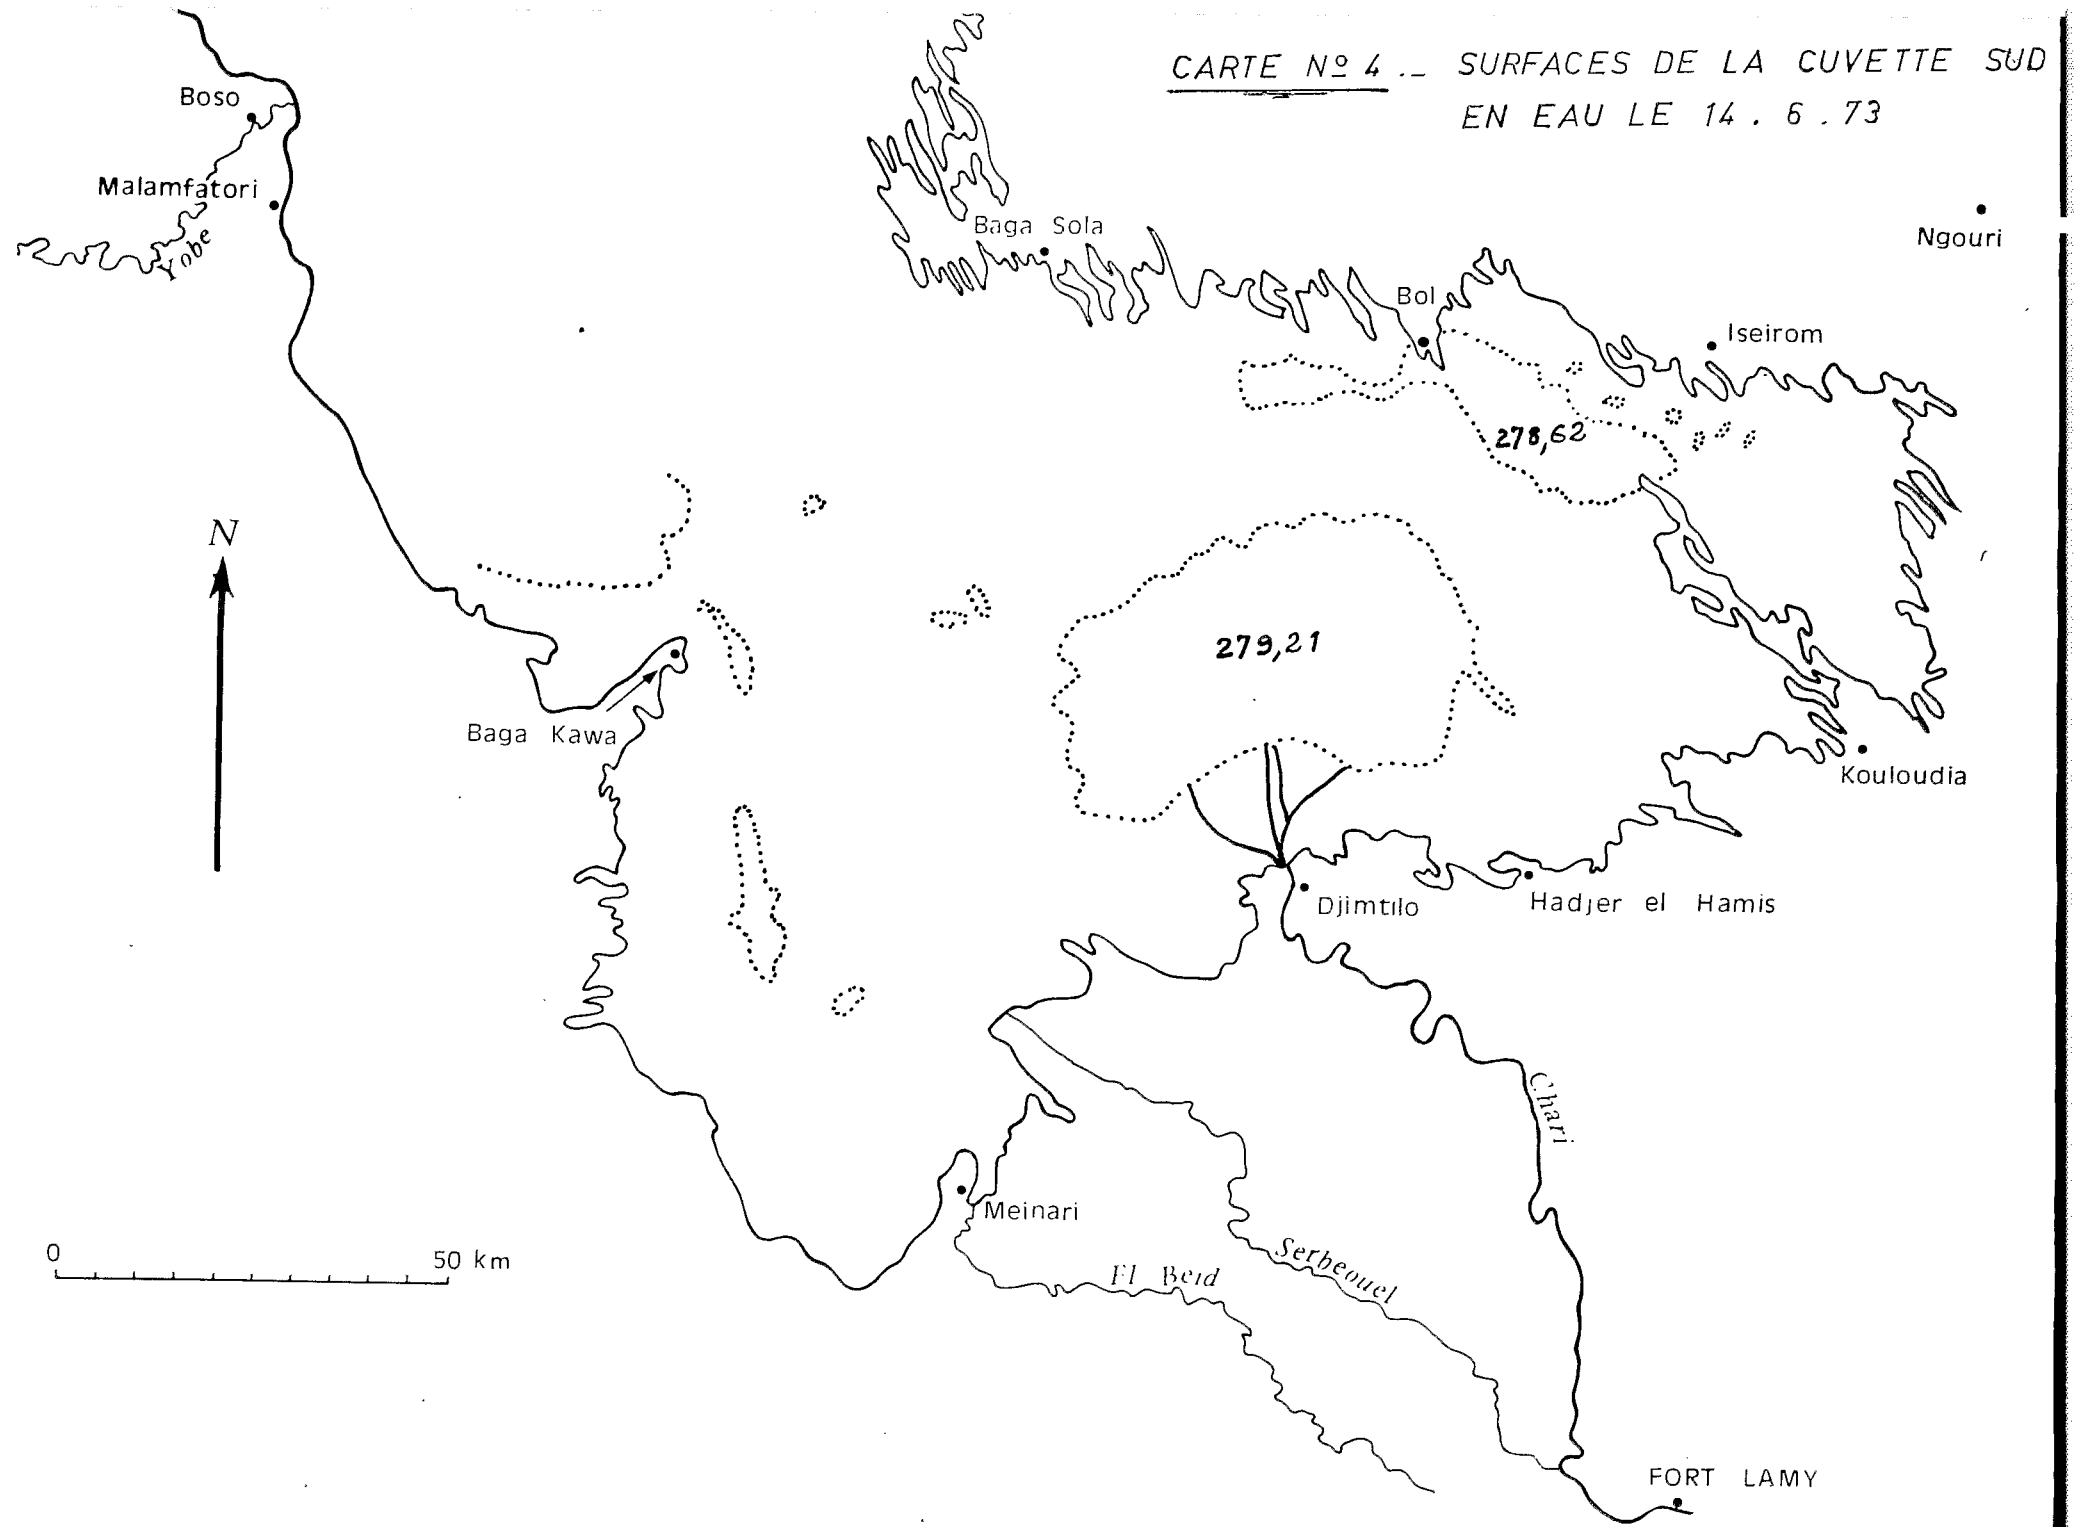 CARTE Nº 4 ._ SURFACES DE LA CUVETTE SUD
EN EAU LE 14 . 6 . 73
Boso
Malamfatori
Yobe
Baga Sola
Ngouri
Bol
Iseirom
278,62
N
279,21
Baga Kawa
Kouloudia
Djimtilo
Hadjer el Hamis
Chari
Meinari
Serbeouel
El Beid
0
50 km
FORT LAMY